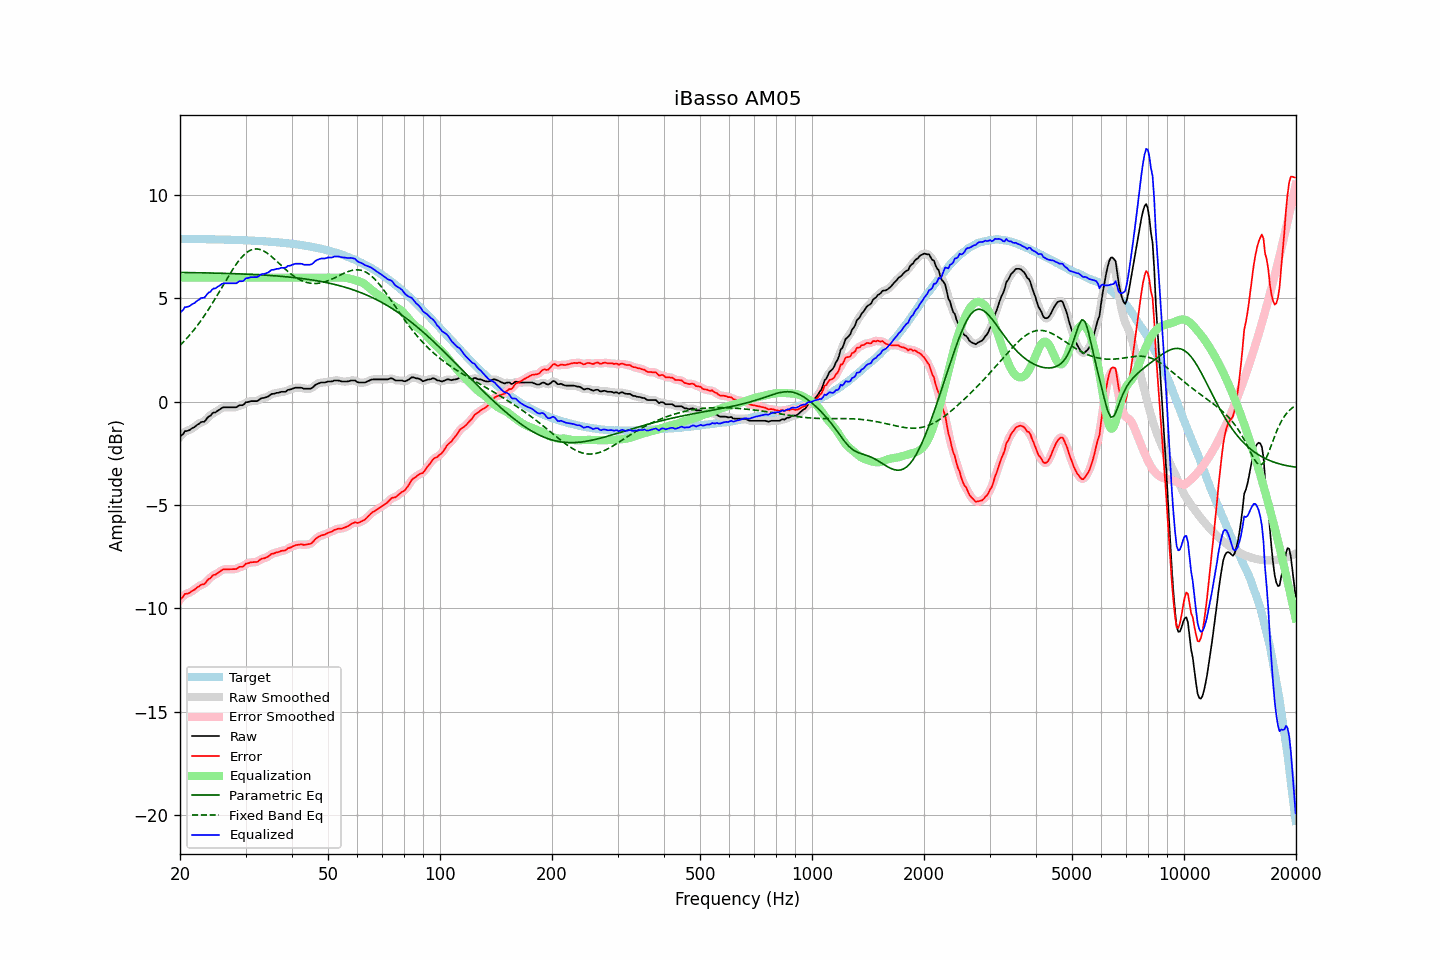 iBasso AM05
Amplitude (dBr)
10
5
0
−5
−10
−15
−20
Target
Raw Smoothed
Error Smoothed
Raw
Error
Equalization
Parametric Eq
Fixed Band Eq
Equalized
20 50 100 200 500 1000 2000 5000 10000 20000
Frequency (Hz)